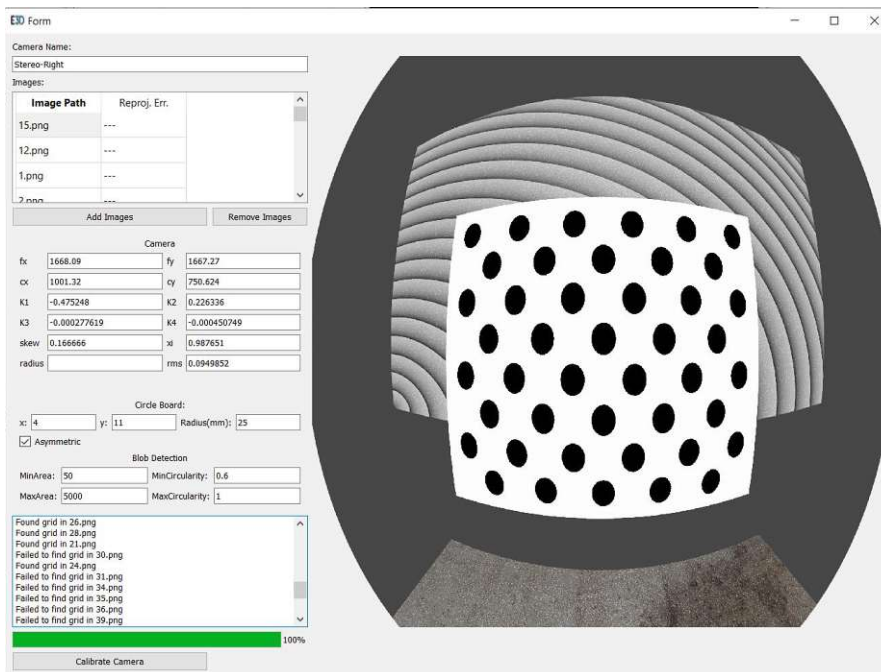 E3D Form
Camera Name:
Stereo-Right
Images:
Image Path Reproj. Err.
15.png ---
12.png ---
1.png ---
2.png ---
Add Images Remove Images
Camera
fx 1668.09 fy 1667.27
cx 1001.32 cy 750.624
K1 -0.475248 K2 0.226336
K3 -0.000277619 K4 -0.000450749
skew 0.166666 xi 0.987651
radius rms 0.0949852
Circle Board:
x: 4 y: 11 Radius(mm): 25
Asymmetric
Blob Detection
MinArea: 50 MinCircularity: 0.6
MaxArea: 5000 MaxCircularity: 1
Found grid in 26.png
Found grid in 28.png
Found grid in 21.png
Failed to find grid in 30.png
Found grid in 24.png
Failed to find grid in 31.png
Failed to find grid in 34.png
Failed to find grid in 35.png
Failed to find grid in 36.png
Failed to find grid in 39.png
100%
Calibrate Camera